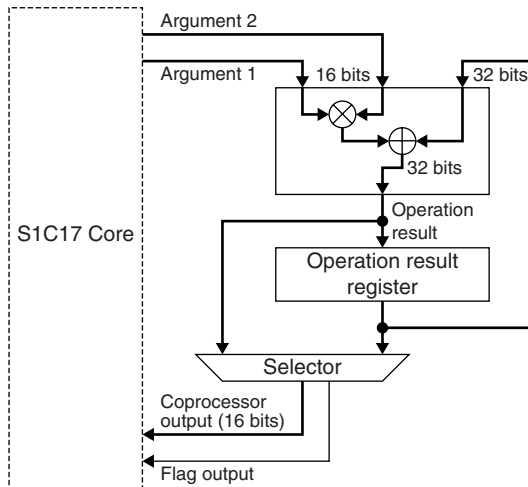 Argument 2
Argument 1
16 bits
32 bits
32 bits
S1C17 Core
Operation
result
Operation result
register
Selector
Coprocessor
output (16 bits)
Flag output